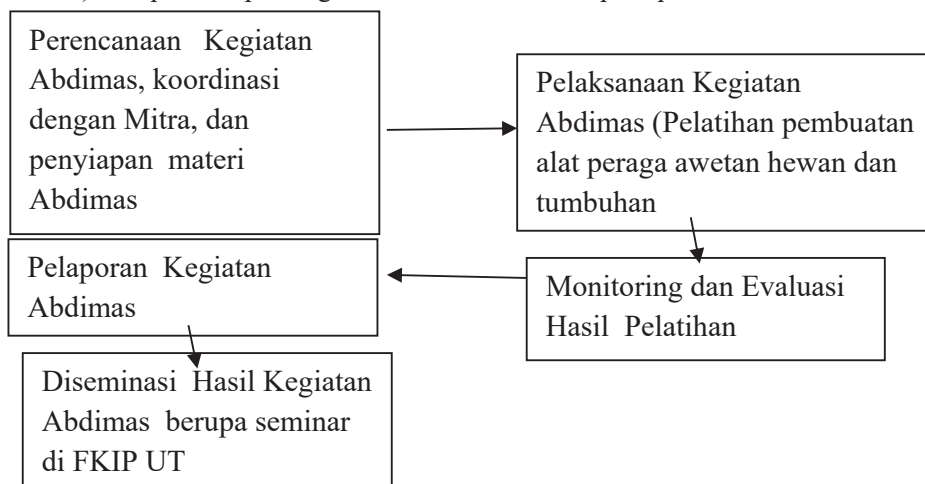 Perencanaan Kegiatan
Abdimas, koordinasi
dengan Mitra, dan
penyiapan materi
Abdimas
Pelaksanaan Kegiatan
Abdimas (Pelatihan pembuatan
alat peraga awetan hewan dan
tumbuhan
Monitoring dan Evaluasi
Hasil Pelatihan
Pelaporan Kegiatan
Abdimas
Diseminasi Hasil Kegiatan
Abdimas berupa seminar
di FKIP UT